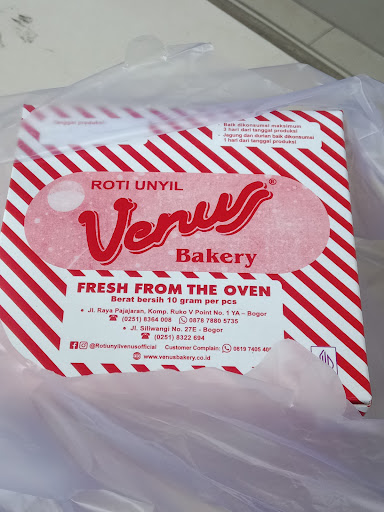 Tanggal produksi:
- Baik dikonsumsi maksimum
3 hari dari tanggal produksi
- Jagung dan durian baik dikonsumsi
1 hari dari tanggal produksi
ROTI UNYIL
Venus®
Bakery
FRESH FROM THE OVEN
Berat bersih 10 gram per pcs
• Jl. Raya Pajajaran, Komp. Ruko V Point No. 1 YA – Bogor
☎ (0251) 8364 008 0878 7880 5735
• Jl. Siliwangi No. 27E - Bogor
☎ (0251) 8322 694
@Rotiunyilvenusofficial Customer Complain: 0819 7405
www.venusbakery.co.id